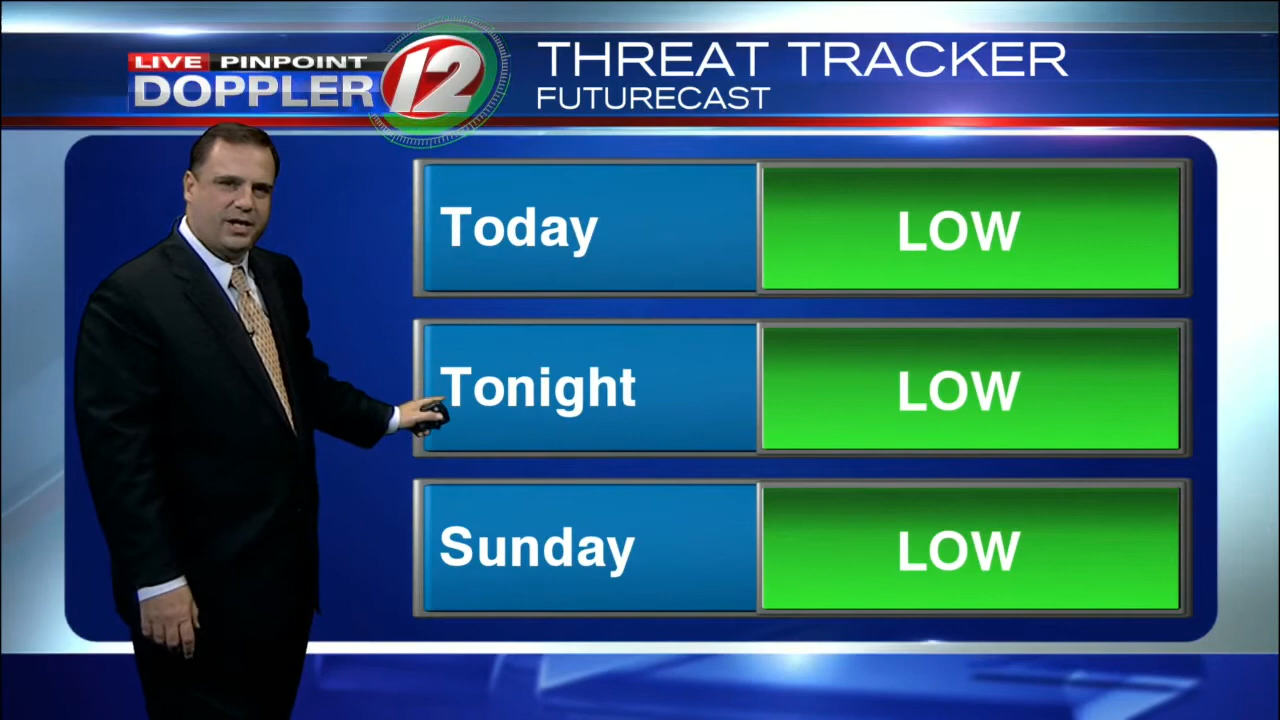 LIVE PINPOINT
DOPPLER 12
THREAT TRACKER
FUTURECAST
Today LOW
Tonight LOW
Sunday LOW